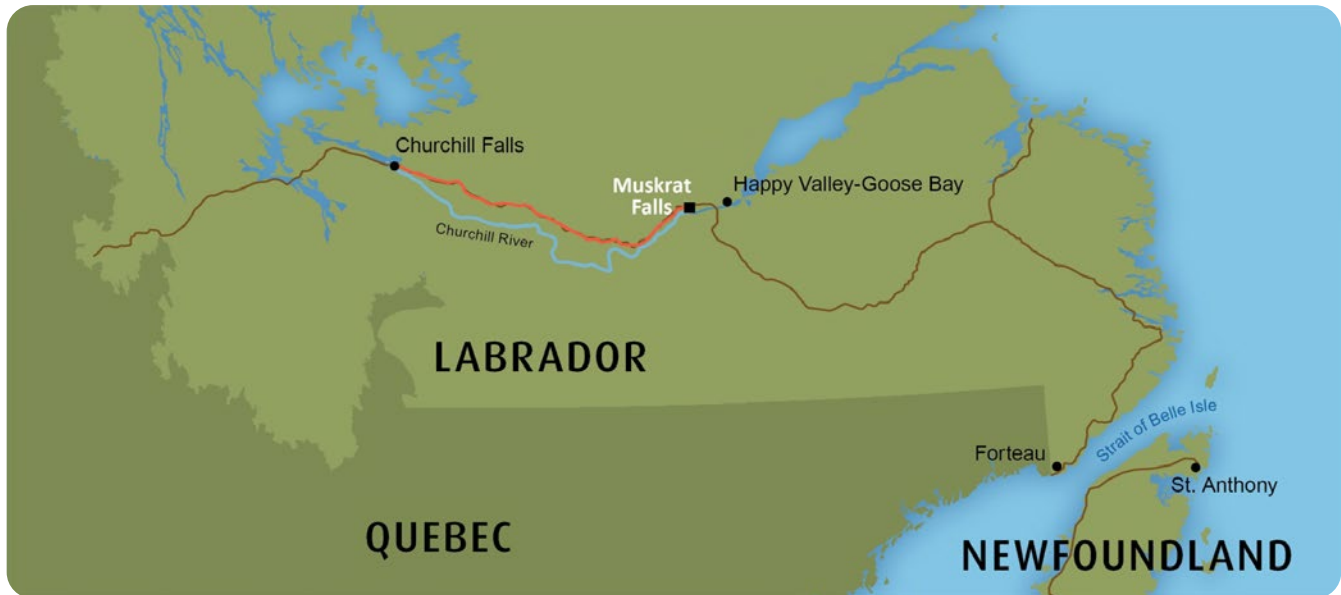 Churchill Falls
Muskrat
Falls
Happy Valley-Goose Bay
Churchill River
LABRADOR
Strait of Belle Isle
Forteau
St. Anthony
QUEBEC
NEWFOUNDLAND